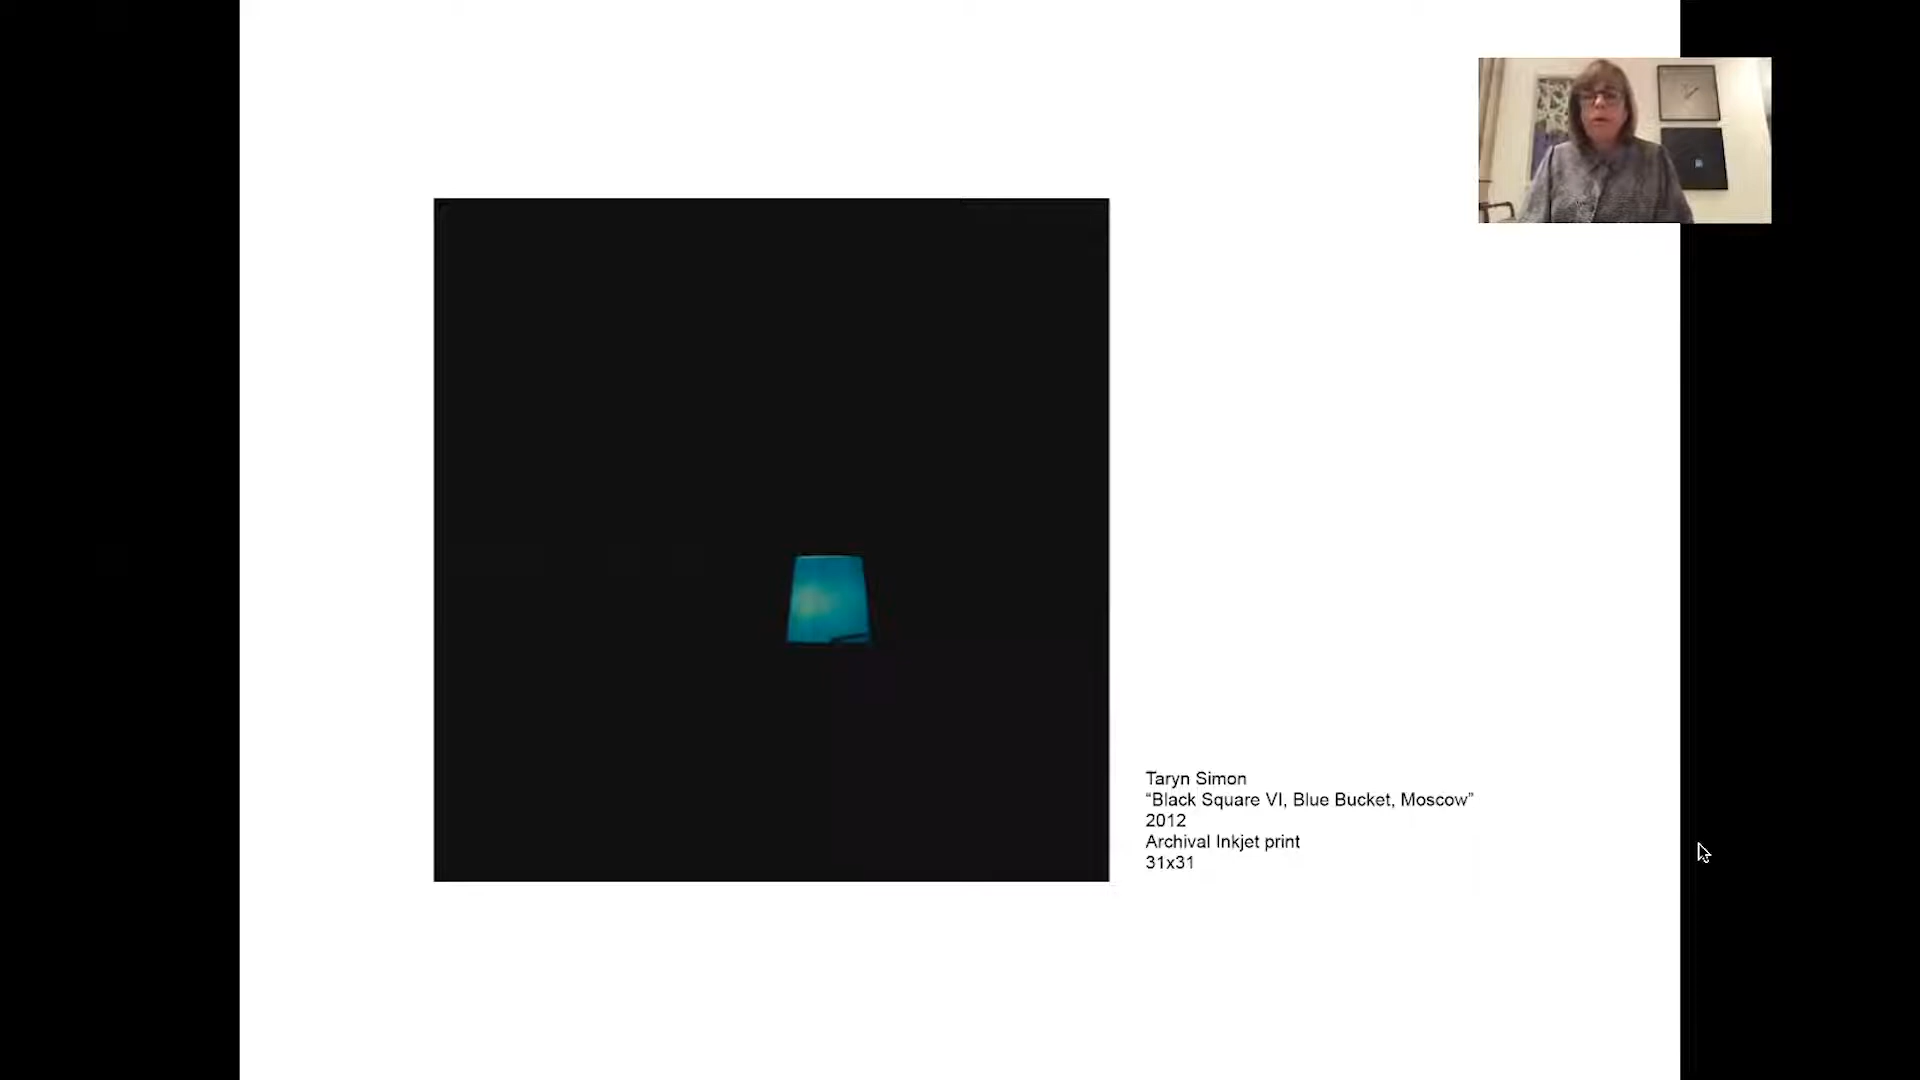 Taryn Simon
“Black Square VI, Blue Bucket, Moscow”
2012
Archival Inkjet print
31x31